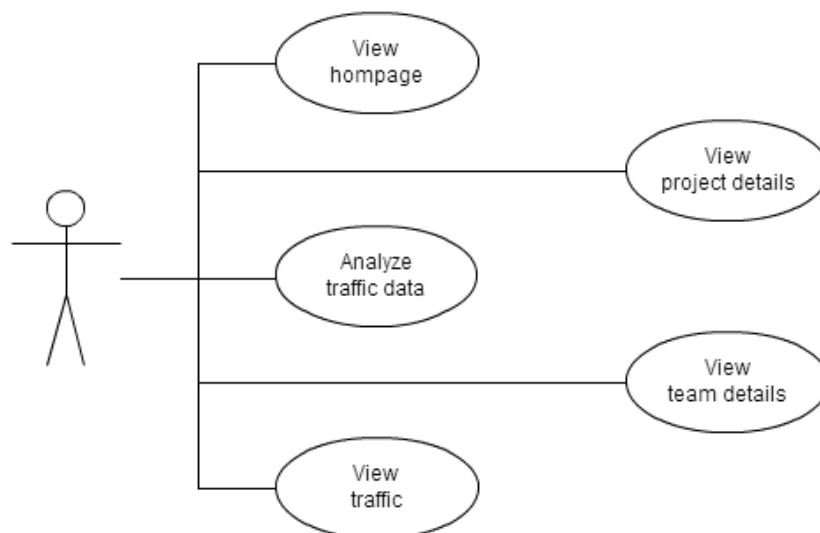 View
hompage
View
project details
Analyze
traffic data
View
team details
View
traffic